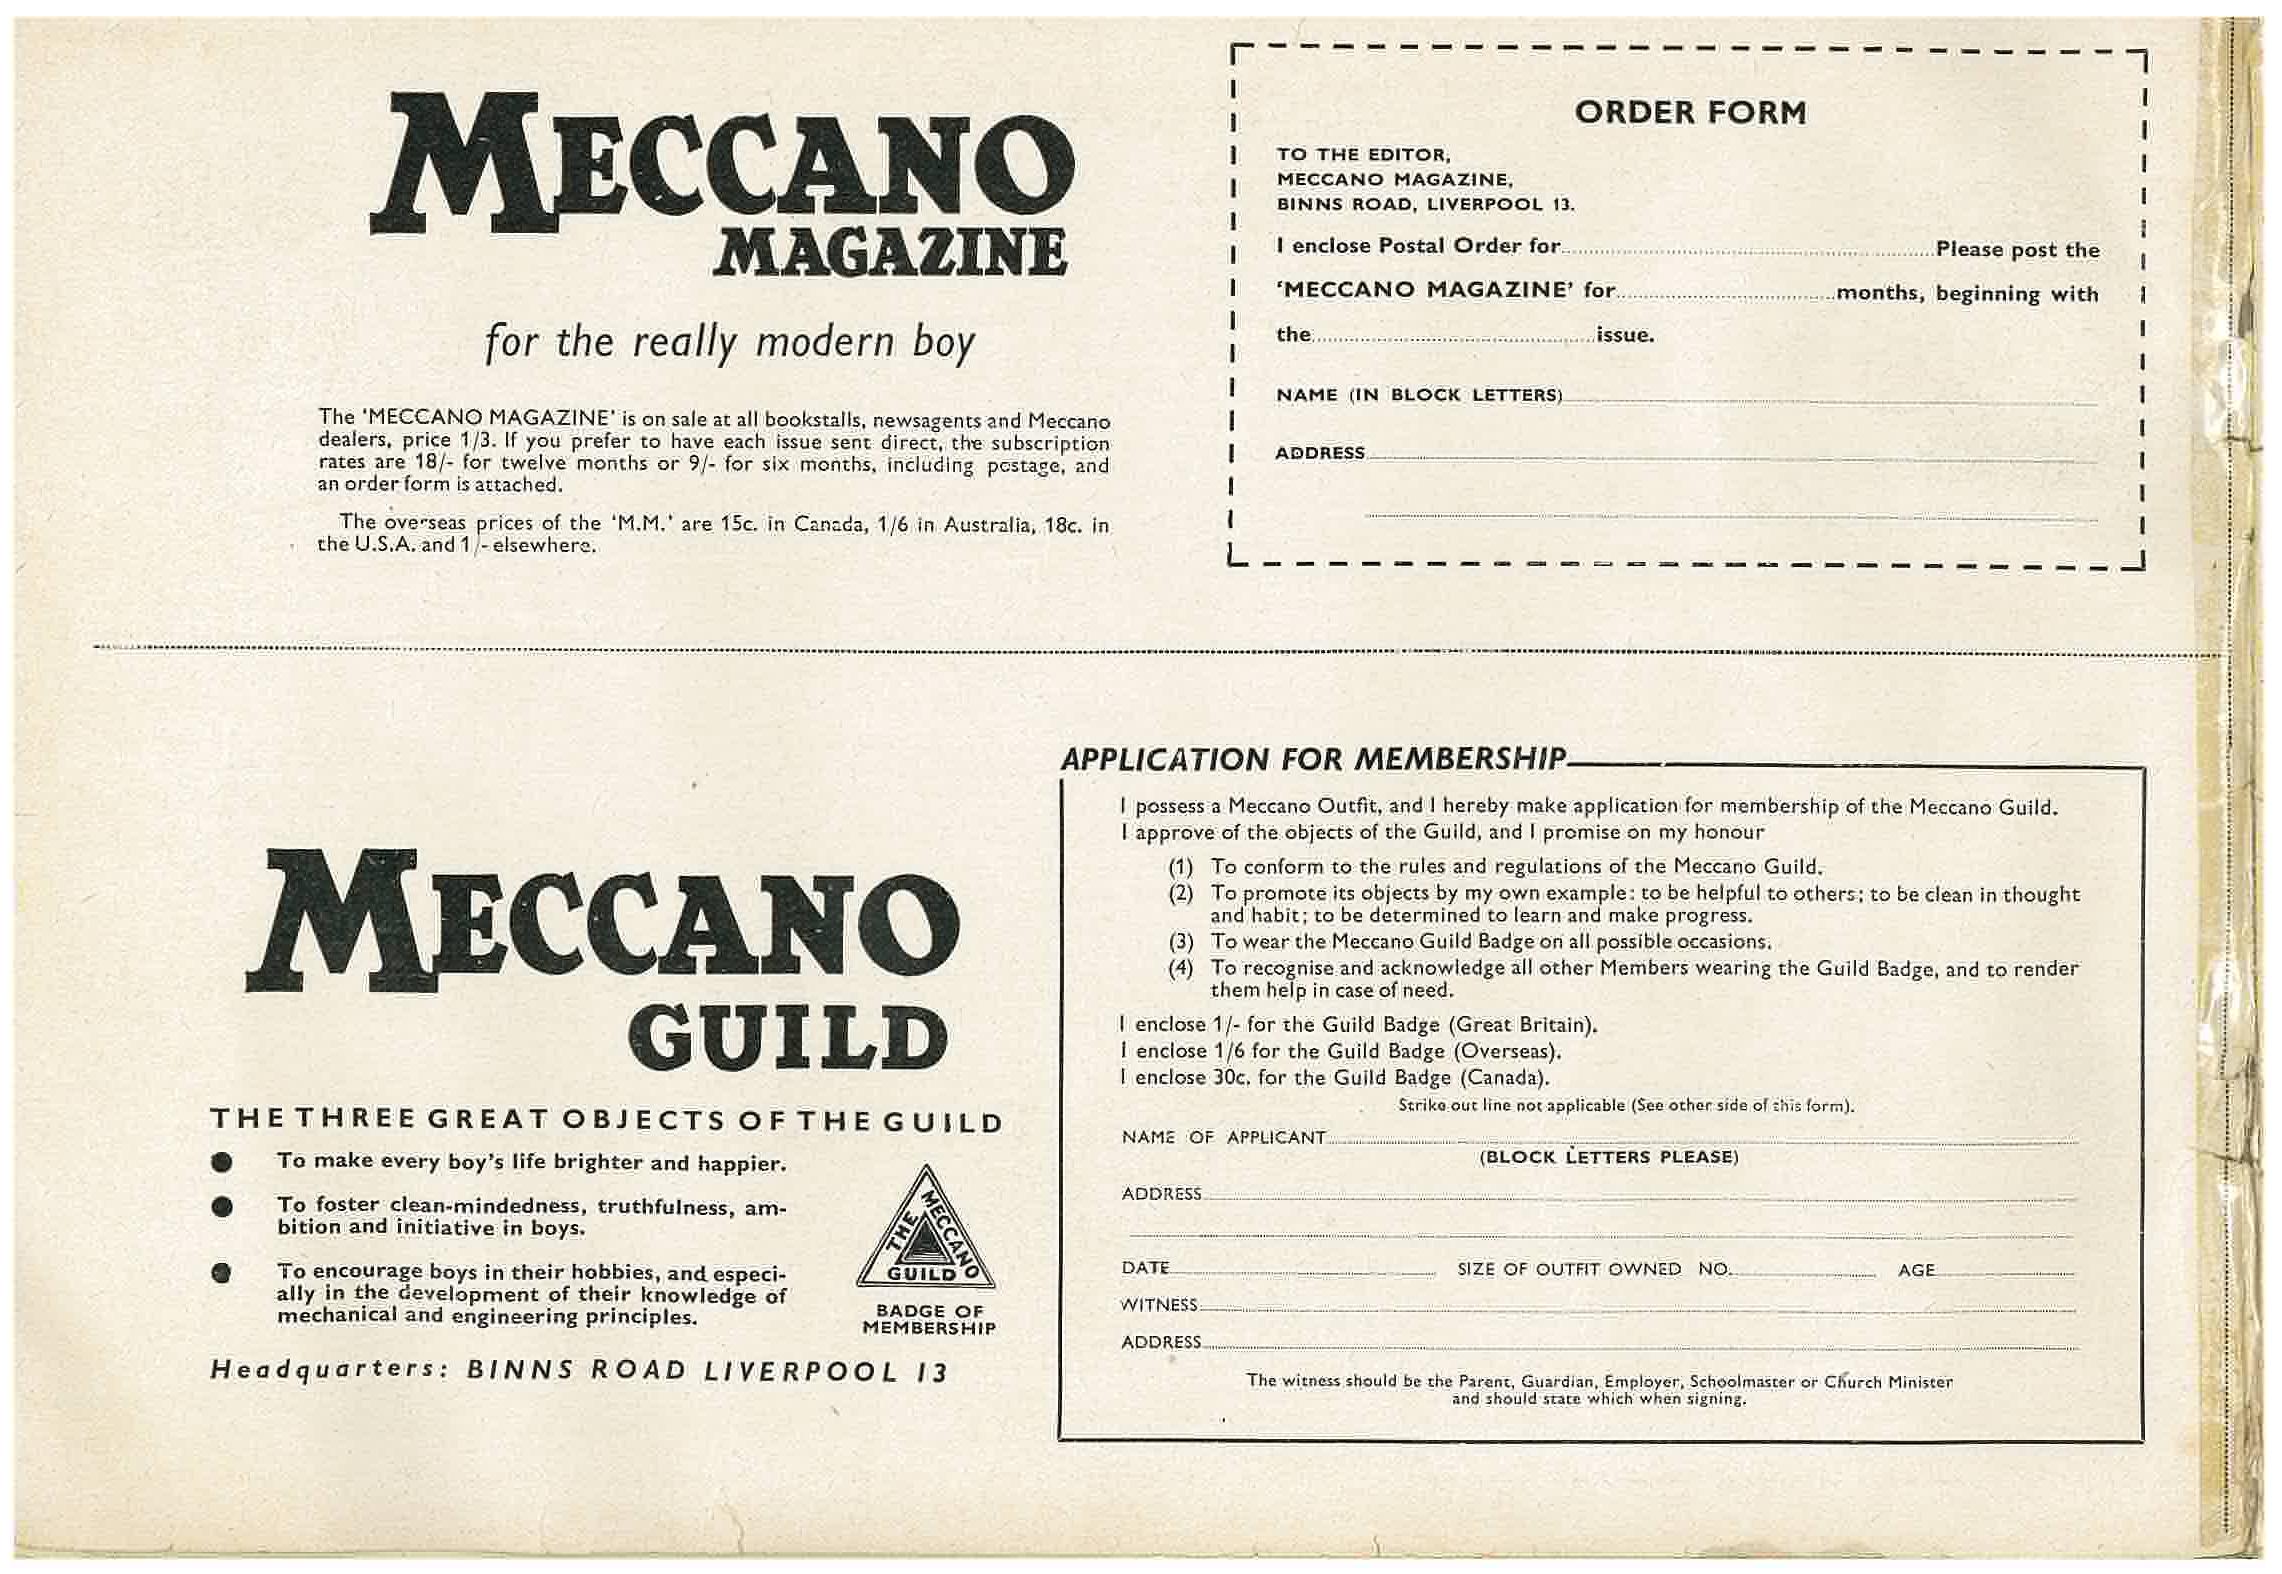 MECCANO
MAGAZINE
for the really modern boy
The 'MECCANO MAGAZINE' is on sale at all bookstalls, newsagents and Meccano
dealers, price 1/3. If you prefer to have each issue sent direct, the subscription
rates are 18/- for twelve months or 9/- for six months, including postage, and
an order form is attached.
The overseas prices of the 'M.M.' are 15c. in Canada, 1/6 in Australia, 18c. in
the U.S.A. and 1/- elsewhere.
ORDER FORM
TO THE EDITOR,
MECCANO MAGAZINE,
BINNS ROAD, LIVERPOOL 13.
I enclose Postal Order for Please post the
'MECCANO MAGAZINE' for months, beginning with
the issue.
NAME (IN BLOCK LETTERS)
ADDRESS
MECCANO
GUILD
THE THREE GREAT OBJECTS OF THE GUILD
● To make every boy's life brighter and happier.
● To foster clean-mindedness, truthfulness, am-
bition and initiative in boys.
● To encourage boys in their hobbies, and especi-
ally in the development of their knowledge of
mechanical and engineering principles.
THE MECCANO GUILD
BADGE OF
MEMBERSHIP
Headquarters: BINNS ROAD LIVERPOOL 13
APPLICATION FOR MEMBERSHIP
I possess a Meccano Outfit, and I hereby make application for membership of the Meccano Guild.
I approve of the objects of the Guild, and I promise on my honour
(1) To conform to the rules and regulations of the Meccano Guild.
(2) To promote its objects by my own example: to be helpful to others; to be clean in thought
and habit; to be determined to learn and make progress.
(3) To wear the Meccano Guild Badge on all possible occasions.
(4) To recognise and acknowledge all other Members wearing the Guild Badge, and to render
them help in case of need.
I enclose 1/- for the Guild Badge (Great Britain).
I enclose 1/6 for the Guild Badge (Overseas).
I enclose 30c. for the Guild Badge (Canada).
Strike out line not applicable (See other side of this form).
NAME OF APPLICANT
(BLOCK LETTERS PLEASE)
ADDRESS
DATE SIZE OF OUTFIT OWNED NO. AGE
WITNESS
ADDRESS
The witness should be the Parent, Guardian, Employer, Schoolmaster or Church Minister
and should state which when signing.